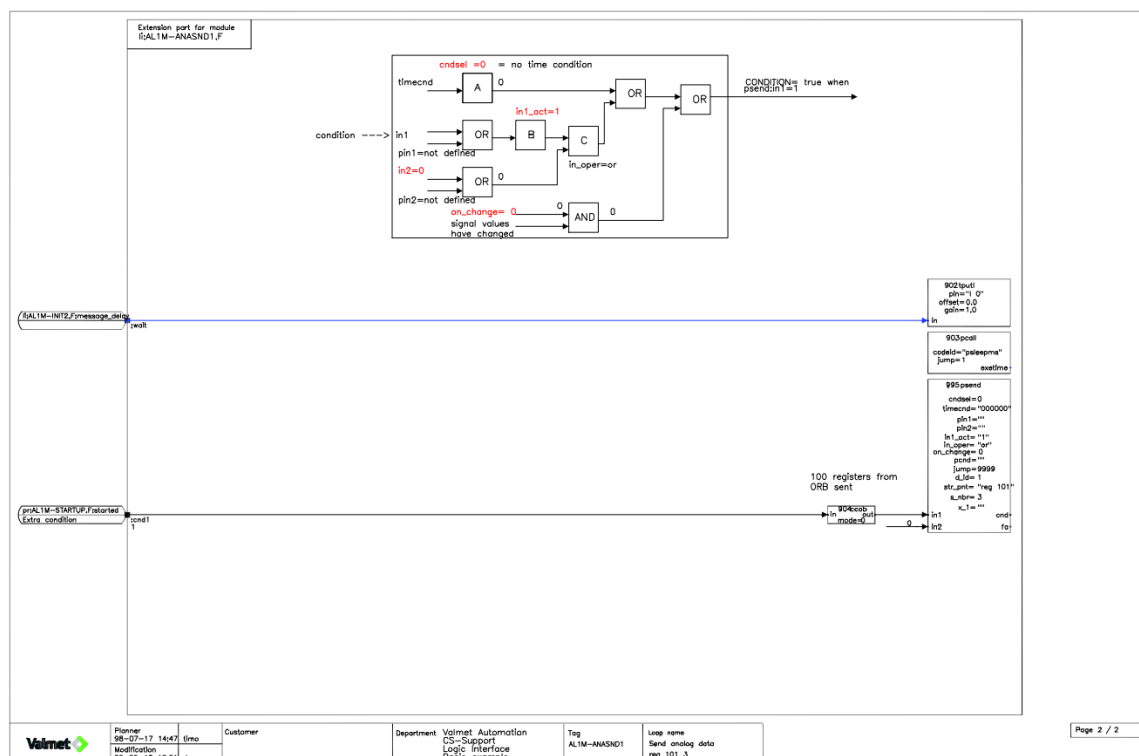 Extension part for module
li;AL1M-ANASND1,F
cndsel =0 = no time condition
timecnd
A
0
OR
OR
CONDITION= true when
psend:in1=1
in1_act=1
condition ---> in1
OR
B
C
pin1=not defined
in_oper=or
in2=0
OR
0
pin2=not defined
on_change= 0
0
AND
0
signal values
have changed
902tputl
pin="l 0"
offset=0.0
gain=1,0
in
AL1M-INIT2,F;message_delay
;wait
903pcall
codeid="psleepms"
jump=1
exetime
995psend
cndsel=0
timecnd= "000000"
pin1=""
pin2=""
in1_act= "1"
in_oper= "or"
on_change= 0
pcnd=""
jump=9999
d_id= 1
str_pnt= "reg 101"
s_nbr= 3
x_1=""
in1 cnd
in2 fa
0
100 registers from
ORB sent
in out
mode=0
pr;AL1M-STARTUP,F;started
Extra condition
;cnd1
1
Valmet
Planner
98-07-17 14:47 timo
Modification
Customer
Department Valmet Automation
CS-Support
Logic Interface
Tag
AL1M-ANASND1
Loop name
Send analog data
reg 101 3
Page 2 / 2